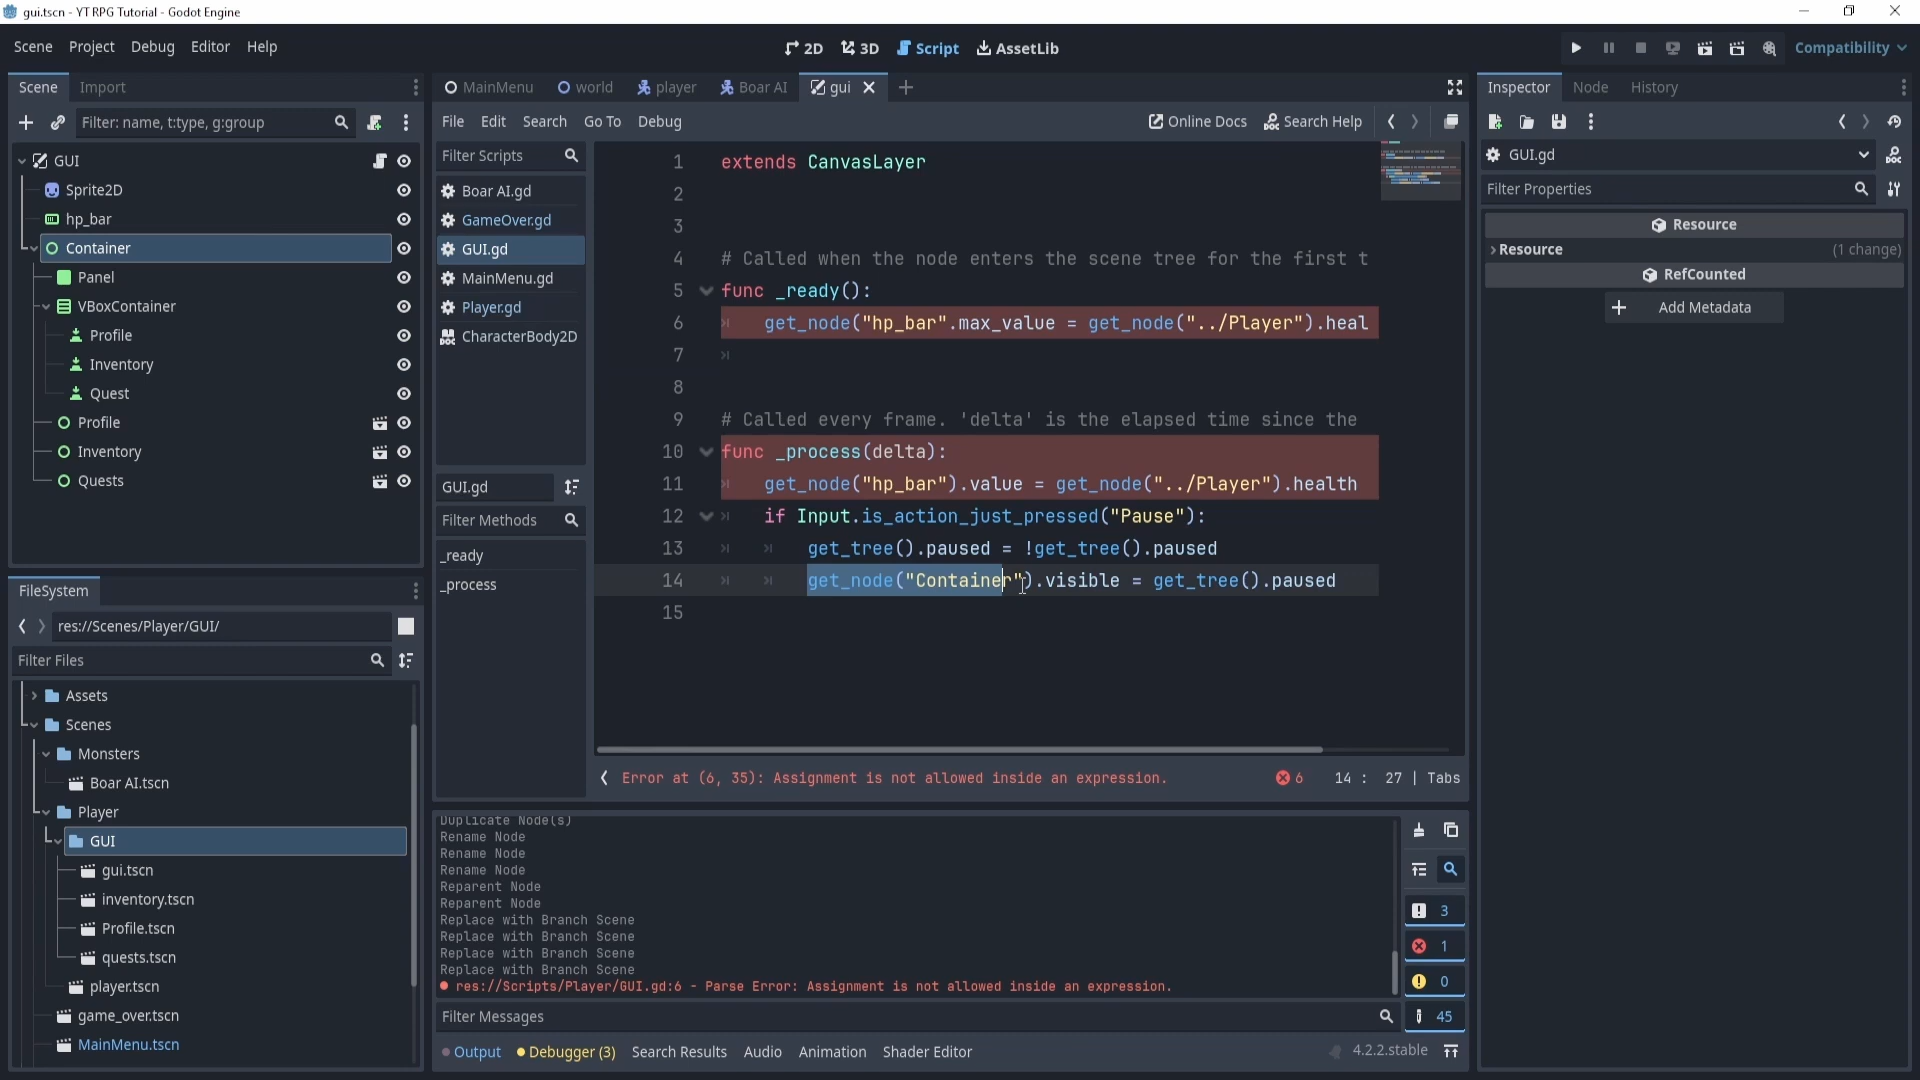 gui.tscn - YT RPG Tutorial - Godot Engine
Scene Project Debug Editor Help
2D 3D Script AssetLib
Compatibility
Scene Import
MainMenu world player Boar AI gui
Inspector Node History
Filter: name, t:type, g:group
File Edit Search Go To Debug
Online Docs Search Help
GUI
Sprite2D
hp_bar
Container
Panel
VBoxContainer
Profile
Inventory
Quest
Profile
Inventory
Quests
Filter Scripts
Boar AI.gd
GameOver.gd
GUI.gd
MainMenu.gd
Player.gd
CharacterBody2D
GUI.gd
Filter Methods
_ready
_process
1 extends CanvasLayer
2
3
4 # Called when the node enters the scene tree for the first t
5 func _ready():
6 get_node("hp_bar".max_value = get_node("../Player").heal
7
8
9 # Called every frame. 'delta' is the elapsed time since the
10 func _process(delta):
11 get_node("hp_bar").value = get_node("../Player").health
12 if Input.is_action_just_pressed("Pause"):
13 get_tree().paused = !get_tree().paused
14 get_node("Container").visible = get_tree().paused
15
Error at (6, 35): Assignment is not allowed inside an expression.
6 14 : 27 | Tabs
GUI.gd
Filter Properties
Resource
Resource (1 change)
RefCounted
Add Metadata
FileSystem
res://Scenes/Player/GUI/
Filter Files
Assets
Scenes
Monsters
Boar AI.tscn
Player
GUI
gui.tscn
inventory.tscn
Profile.tscn
quests.tscn
player.tscn
game_over.tscn
MainMenu.tscn
Duplicate Node(s)
Rename Node
Rename Node
Rename Node
Reparent Node
Reparent Node
Replace with Branch Scene
Replace with Branch Scene
Replace with Branch Scene
Replace with Branch Scene
res://Scripts/Player/GUI.gd:6 - Parse Error: Assignment is not allowed inside an expression.
3
1
0
45
Filter Messages
Output Debugger (3) Search Results Audio Animation Shader Editor
4.2.2.stable